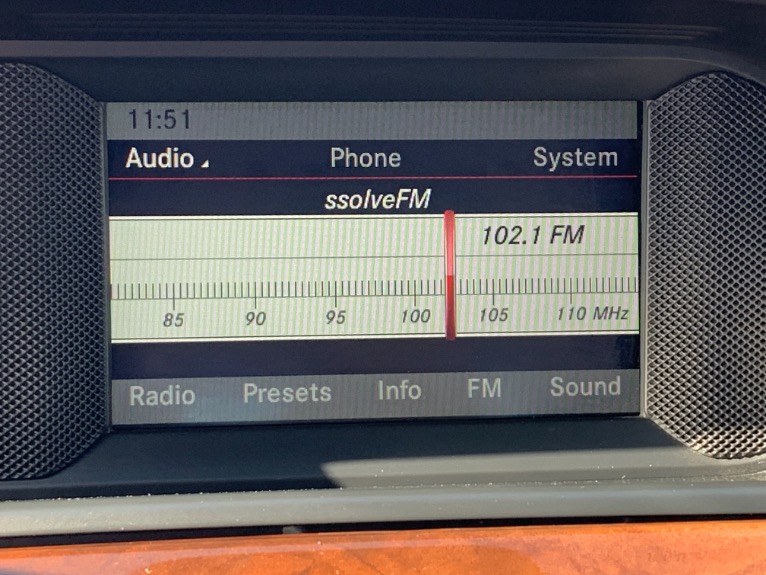 11:51
Audio Phone System
ssolveFM
102.1 FM
85 90 95 100 105 110 MHz
Radio Presets Info FM Sound